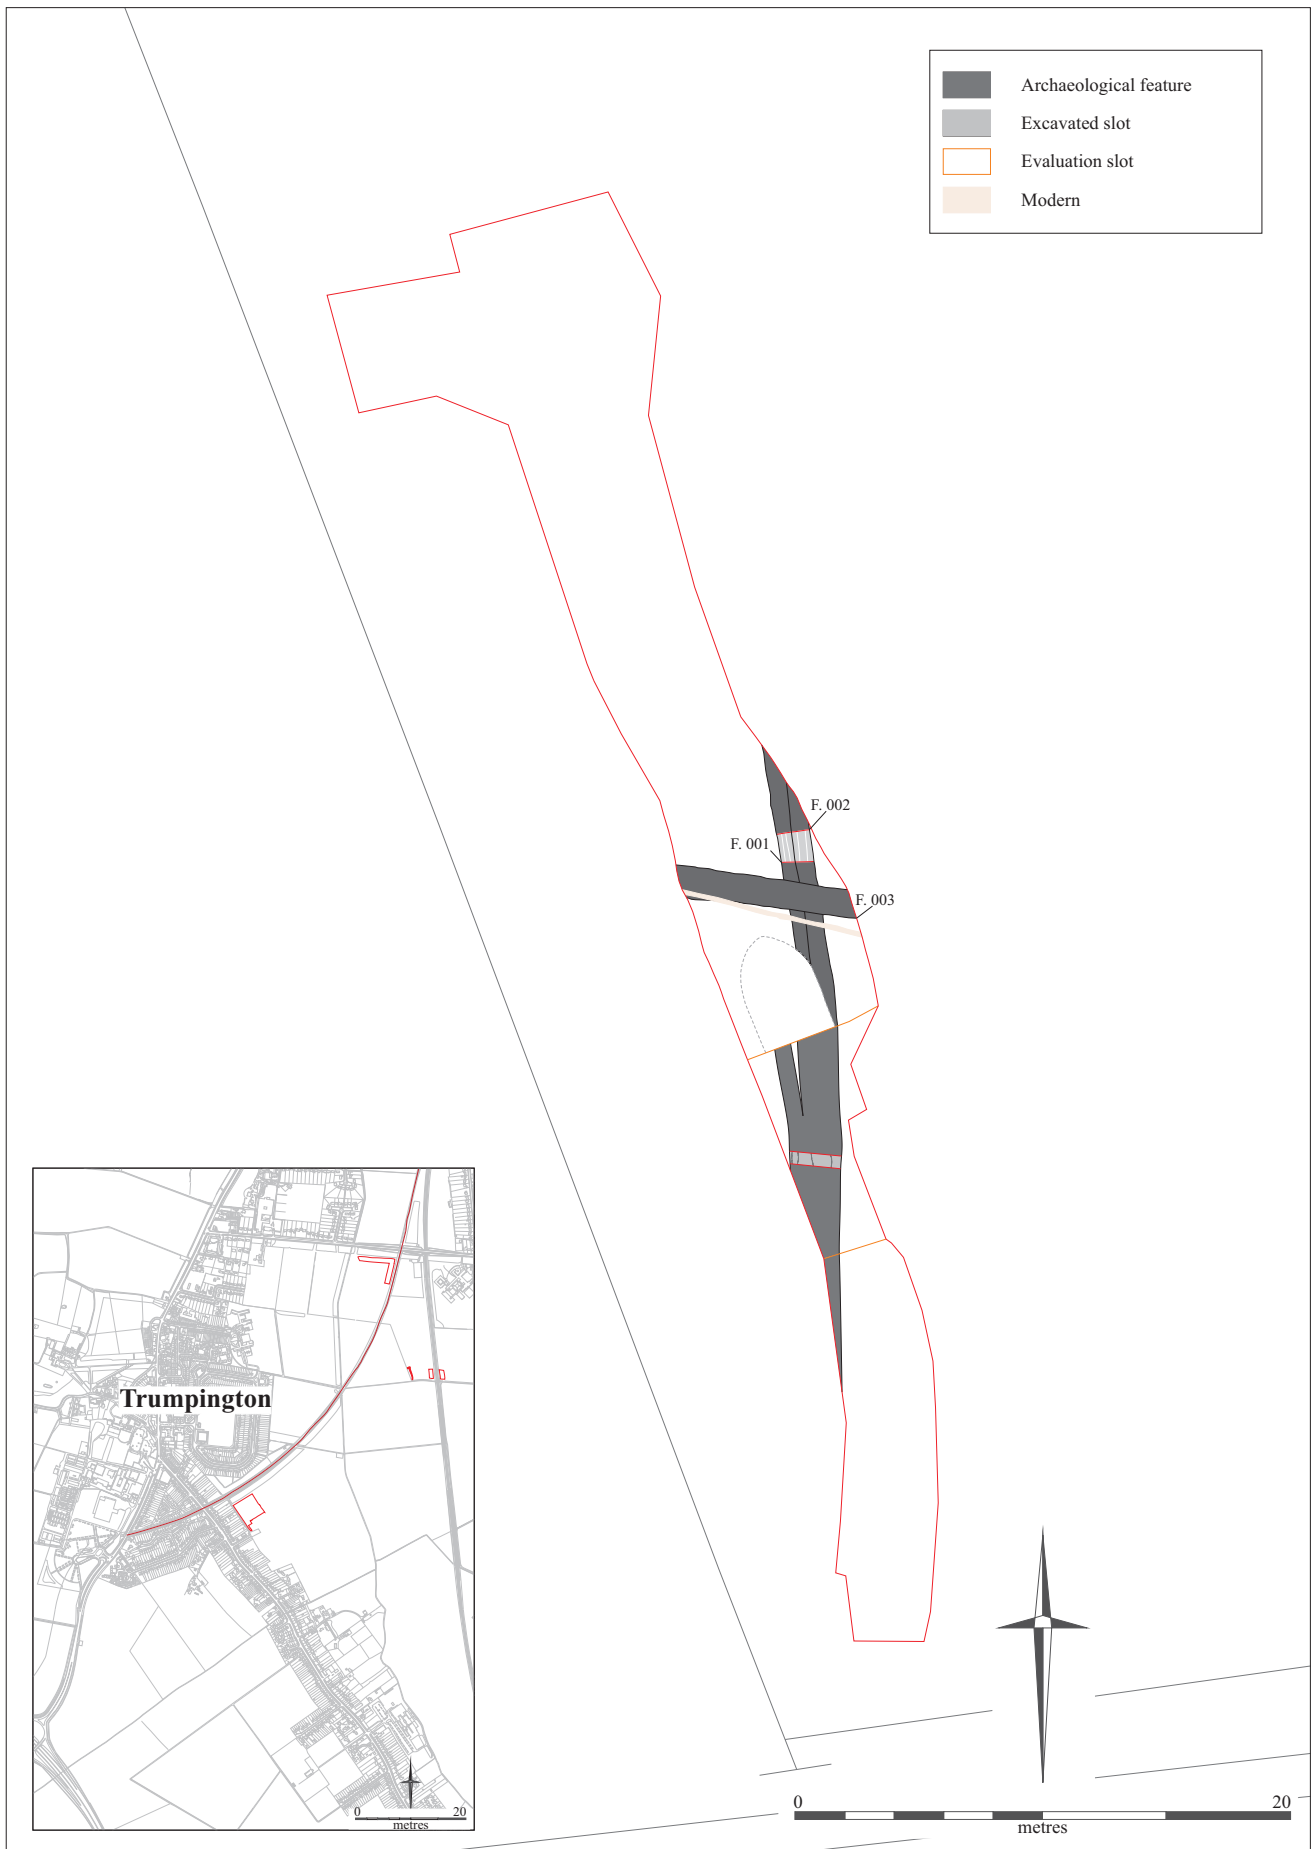 Archaeological feature
Excavated slot
Evaluation slot
Modern
F. 002
F. 001
F. 003
Trumpington
0 20
metres
0 20
metres